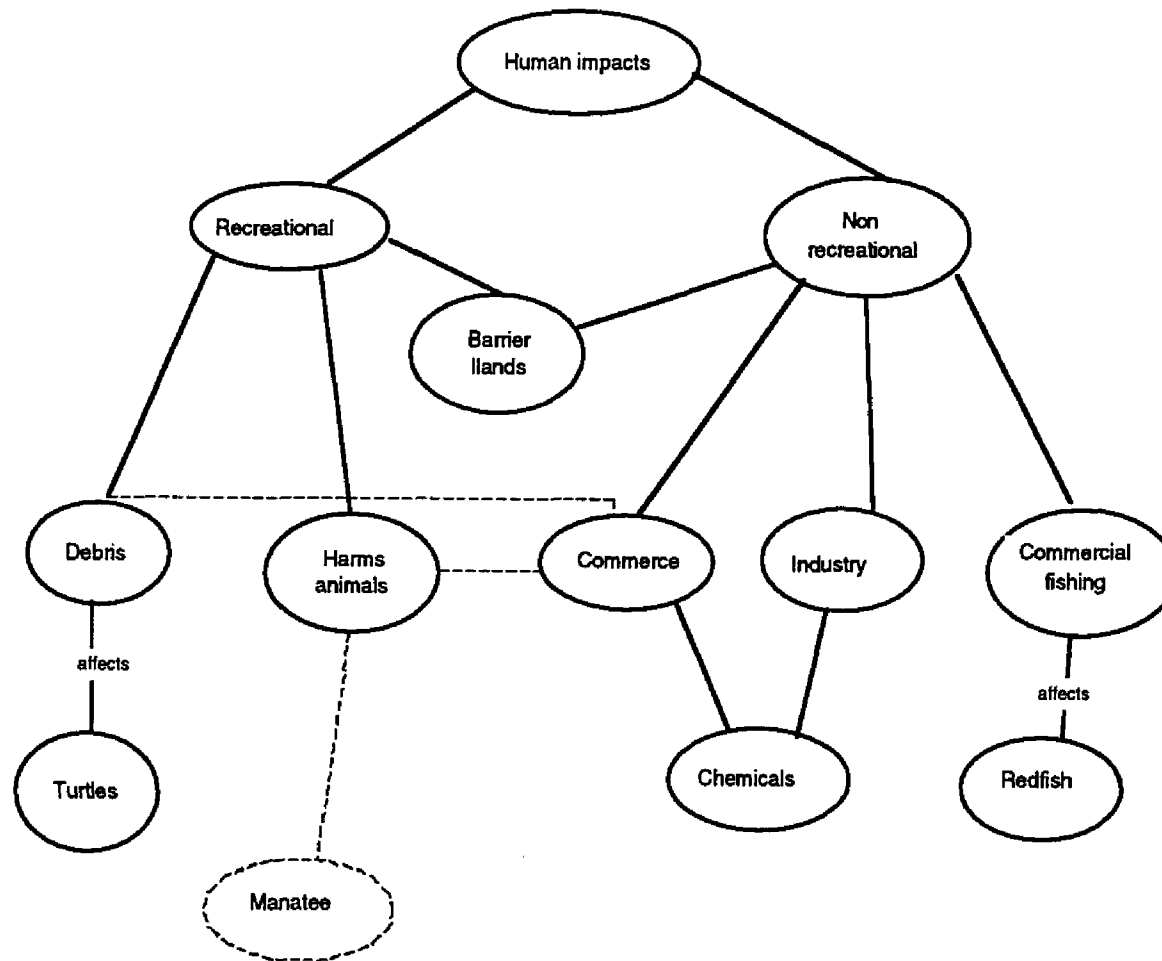 Human impacts
Recreational
Non
recreational
Barrier
llands
Debris
Harms
animals
Commerce
Industry
Commercial
fishing
affects
affects
Turtles
Chemicals
Redfish
Manatee